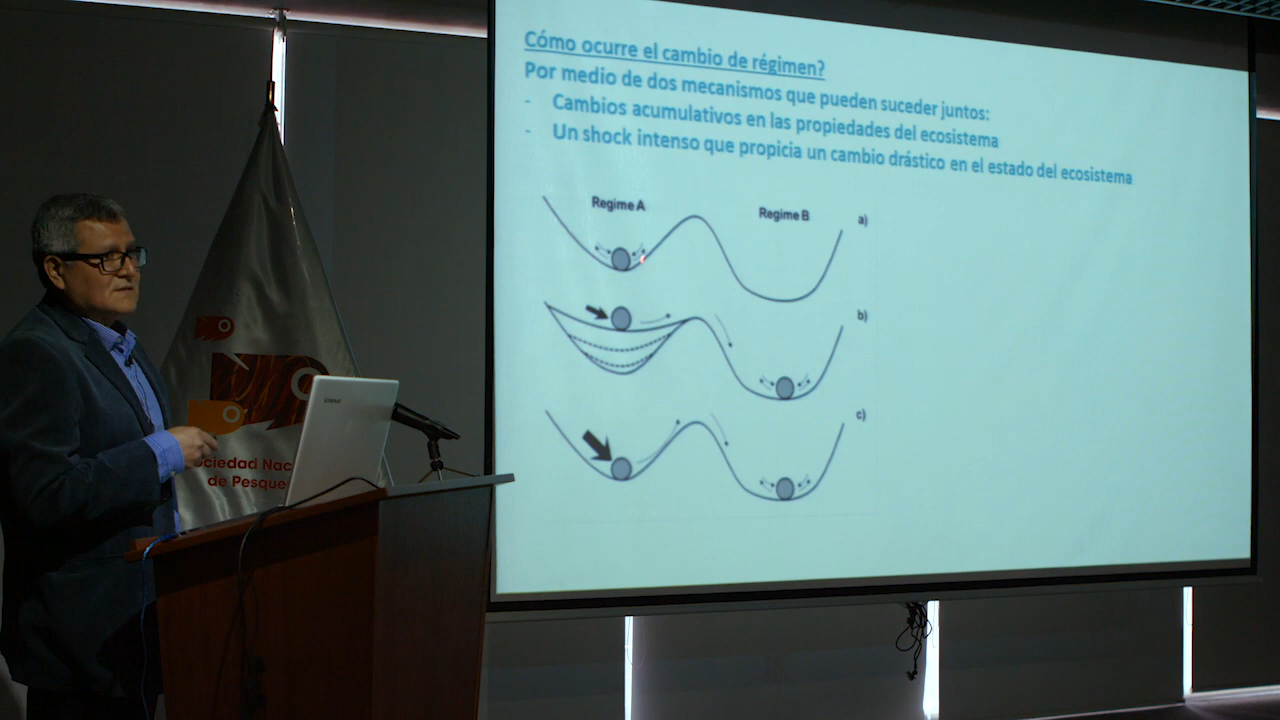 Cómo ocurre el cambio de régimen?
Por medio de dos mecanismos que pueden suceder juntos:
- Cambios acumulativos en las propiedades del ecosistema
- Un shock intenso que propicia un cambio drástico en el estado del ecosistema
Regime A
Regime B
a)
b)
c)
ciedad Nac
de Pesque